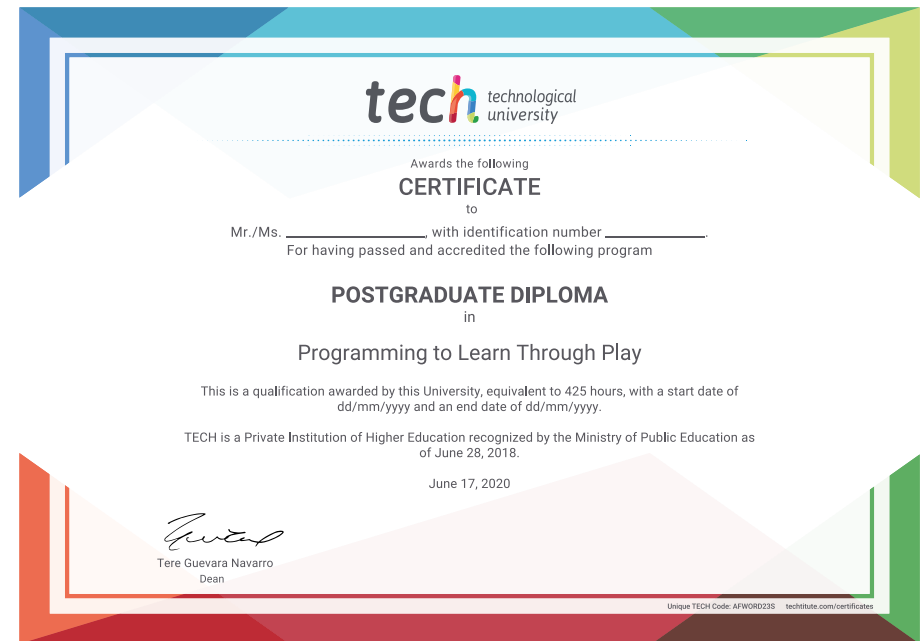 tech technological
university
Awards the following
CERTIFICATE
to
Mr./Ms. ____________, with identification number ____________.
For having passed and accredited the following program
POSTGRADUATE DIPLOMA
in
Programming to Learn Through Play
This is a qualification awarded by this University, equivalent to 425 hours, with a start date of
dd/mm/yyyy and an end date of dd/mm/yyyy.
TECH is a Private Institution of Higher Education recognized by the Ministry of Public Education as
of June 28, 2018.
June 17, 2020
Tere Guevara Navarro
Dean
Unique TECH Code: AFWORD23S techtitute.com/certificates